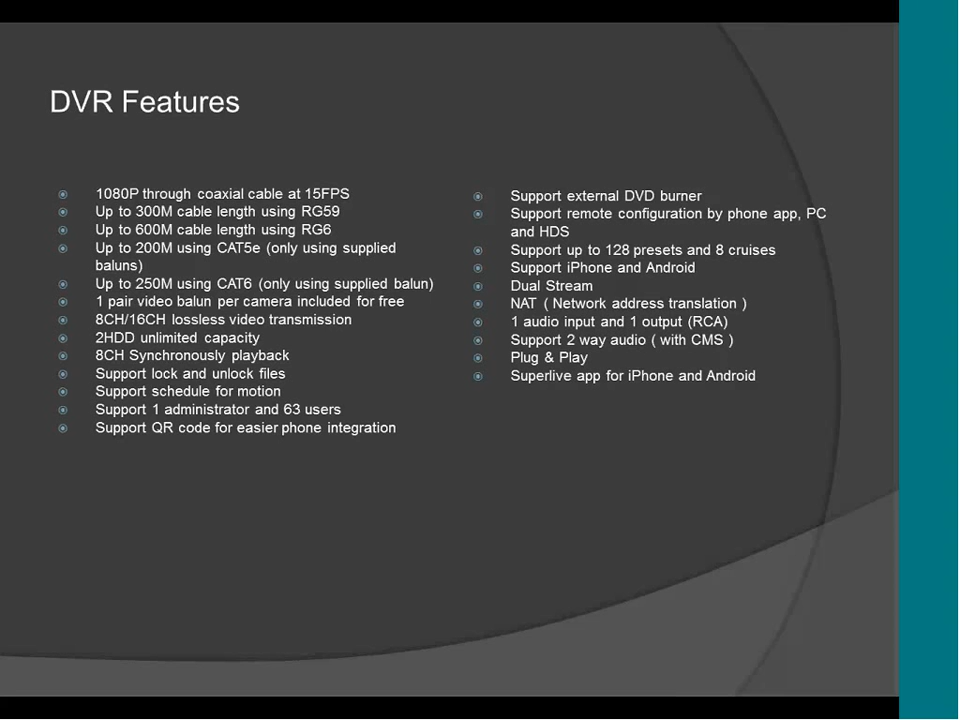 DVR Features
1080P through coaxial cable at 15FPS
Up to 300M cable length using RG59
Up to 600M cable length using RG6
Up to 200M using CAT5e (only using supplied
baluns)
Up to 250M using CAT6 (only using supplied balun)
1 pair video balun per camera included for free
8CH/16CH lossless video transmission
2HDD unlimited capacity
8CH Synchronously playback
Support lock and unlock files
Support schedule for motion
Support 1 administrator and 63 users
Support QR code for easier phone integration
Support external DVD burner
Support remote configuration by phone app, PC
and HDS
Support up to 128 presets and 8 cruises
Support iPhone and Android
Dual Stream
NAT ( Network address translation )
1 audio input and 1 output (RCA)
Support 2 way audio ( with CMS )
Plug & Play
Superlive app for iPhone and Android